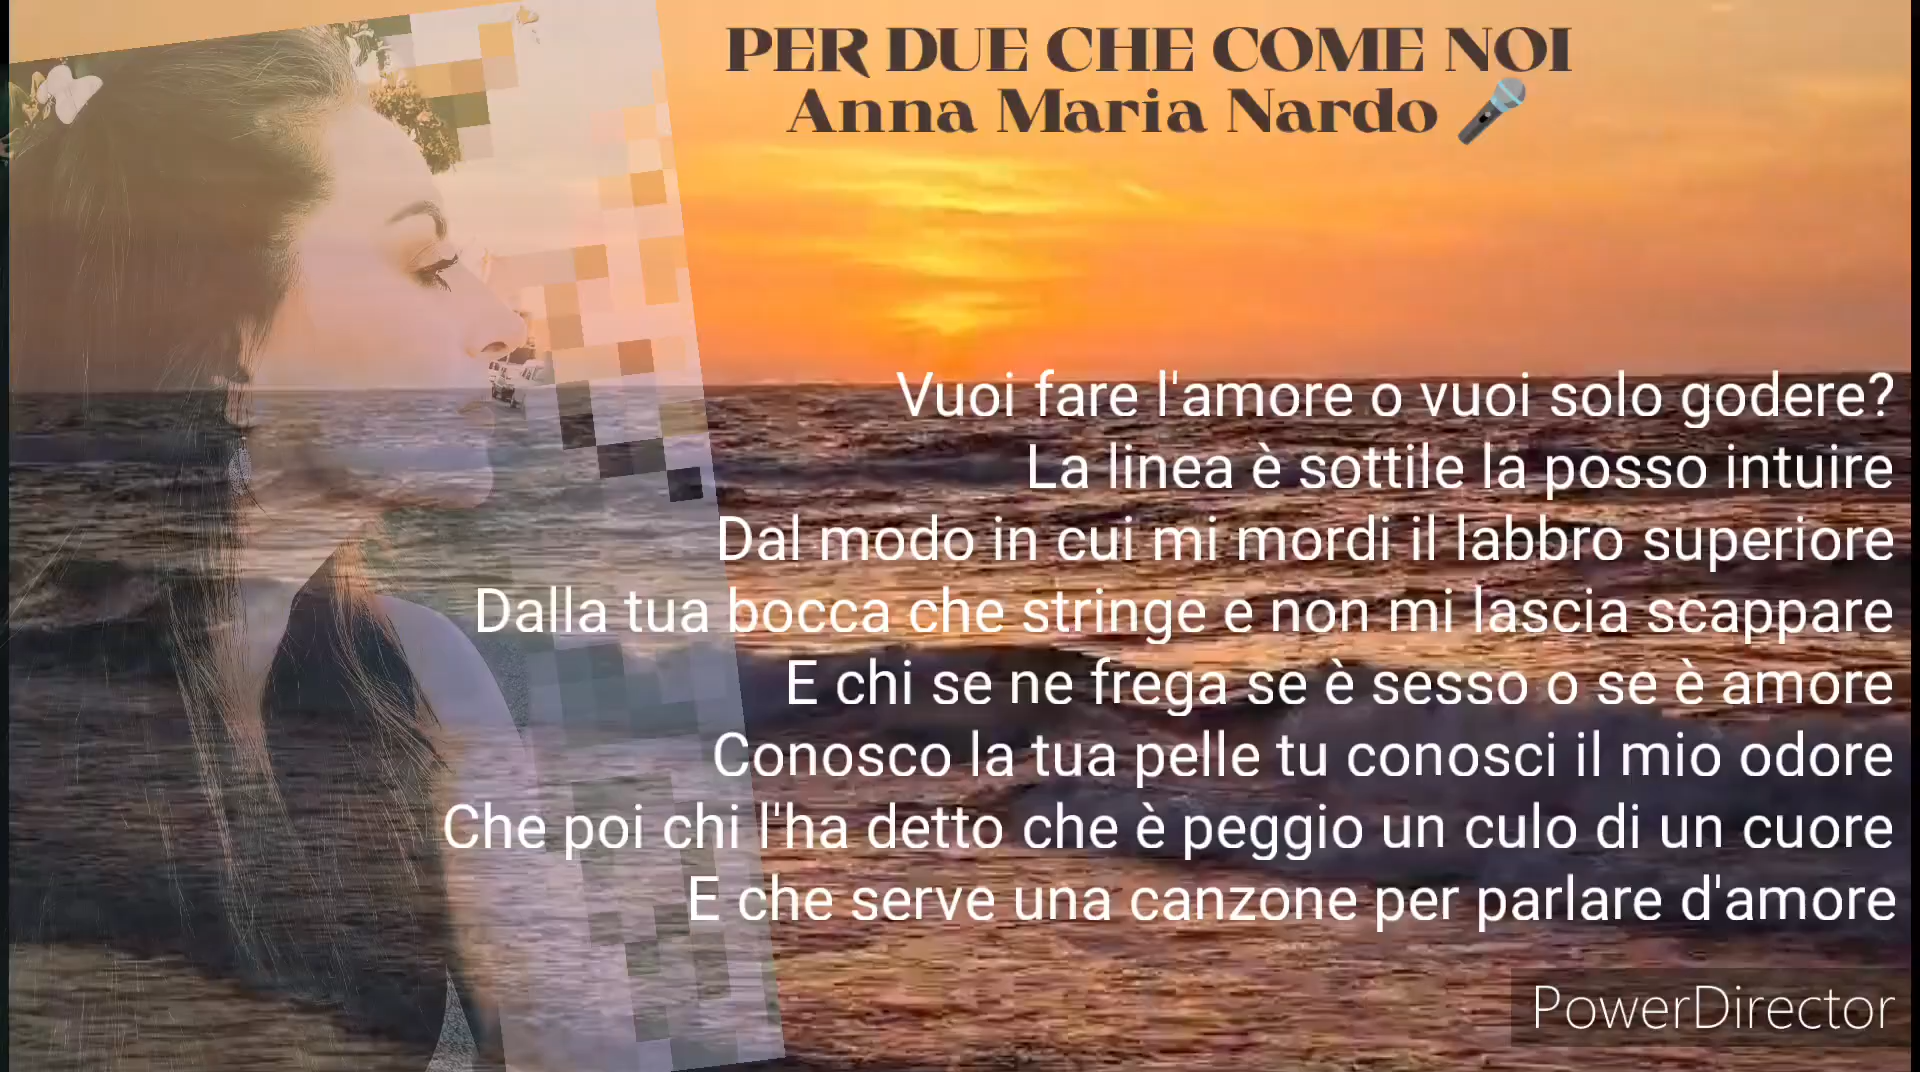 PER DUE CHE COME NOI
Anna Maria Nardo 🎤
Vuoi fare l'amore o vuoi solo godere?
La linea è sottile la posso intuire
Dal modo in cui mi mordi il labbro superiore
Dalla tua bocca che stringe e non mi lascia scappare
E chi se ne frega se è sesso o se è amore
Conosco la tua pelle tu conosci il mio odore
Che poi chi l'ha detto che è peggio un culo di un cuore
E che serve una canzone per parlare d'amore
PowerDirector